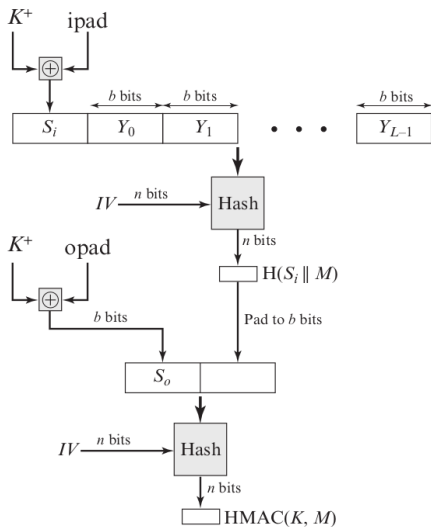 K+ ipad
⊕
b bits b bits b bits
Si Y0 Y1 • • • YL–1
IV n bits Hash
n bits
K+ opad
H(Si || M)
⊕
b bits Pad to b bits
So
IV n bits Hash
n bits
HMAC(K, M)